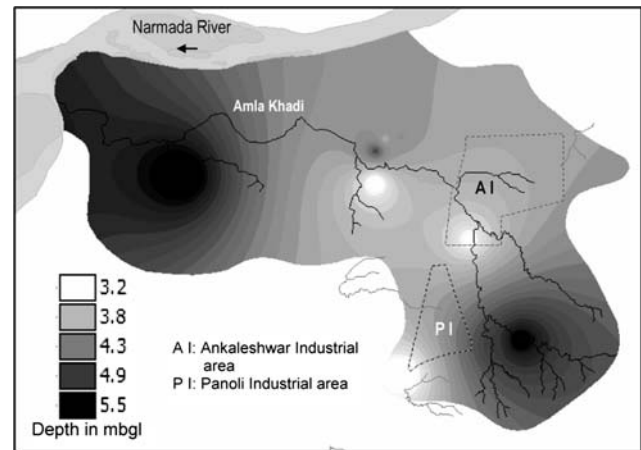 Narmada River
Amla Khadi
A I
P I
3.2
3.8
4.3
4.9
5.5
Depth in mbgl
A I: Ankaleshwar Industrial
area
P I: Panoli Industrial area